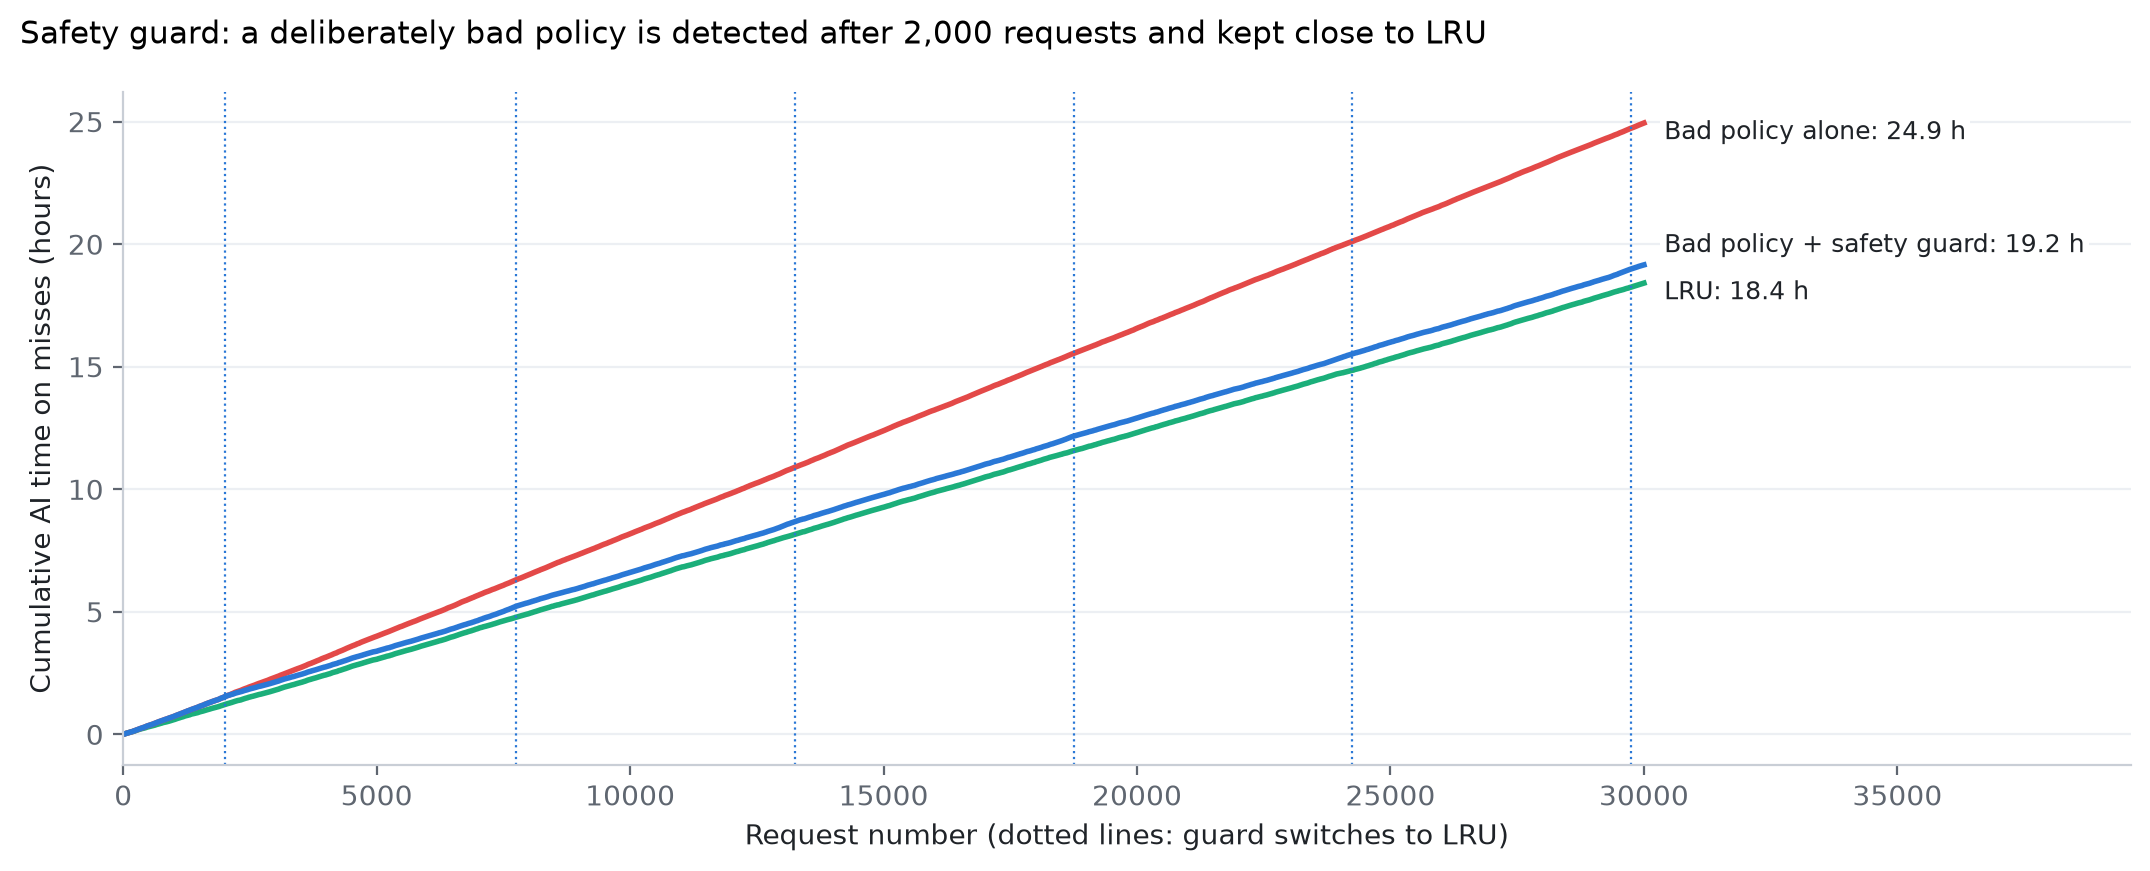 Safety guard: a deliberately bad policy is detected after 2,000 requests and kept close to LRU
Cumulative AI time on misses (hours)
25
20
15
10
5
0
Bad policy alone: 24.9 h
Bad policy + safety guard: 19.2 h
LRU: 18.4 h
0 5000 10000 15000 20000 25000 30000 35000
Request number (dotted lines: guard switches to LRU)